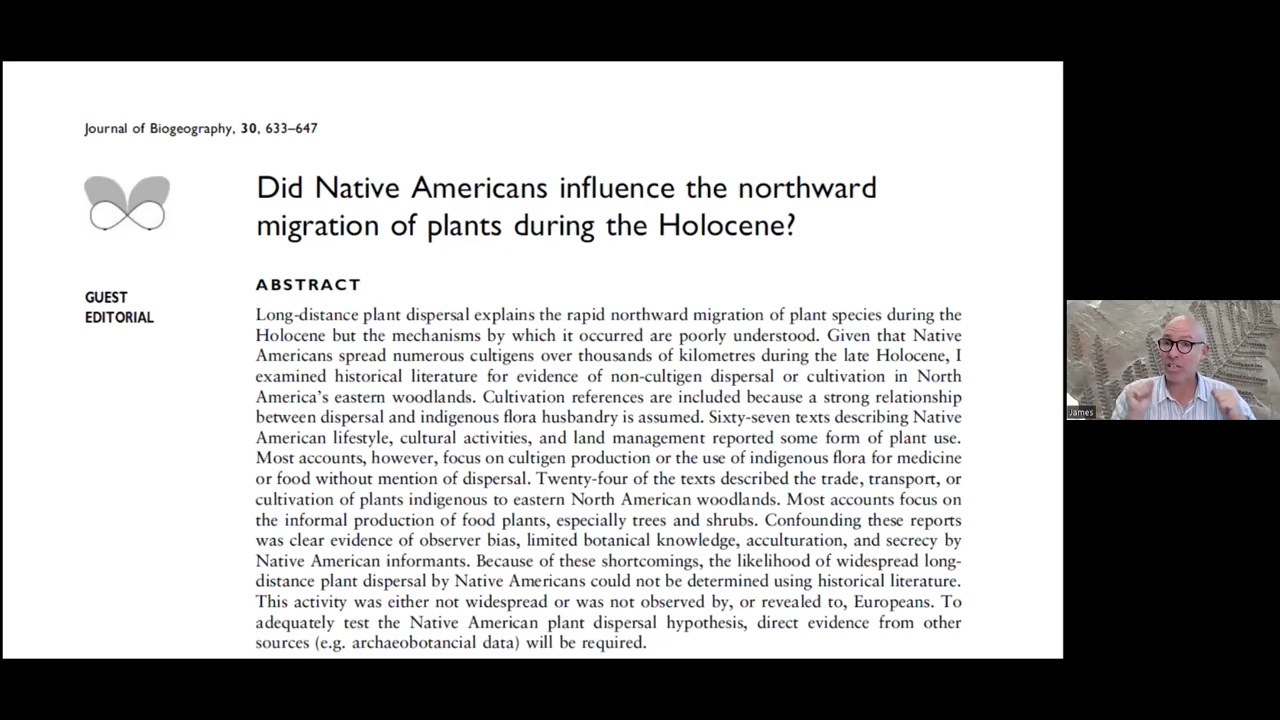 Journal of Biogeography, 30, 633–647
Did Native Americans influence the northward
migration of plants during the Holocene?
GUEST
EDITORIAL
ABSTRACT
Long-distance plant dispersal explains the rapid northward migration of plant species during the
Holocene but the mechanisms by which it occurred are poorly understood. Given that Native
Americans spread numerous cultigens over thousands of kilometres during the late Holocene, I
examined historical literature for evidence of non-cultigen dispersal or cultivation in North
America's eastern woodlands. Cultivation references are included because a strong relationship
between dispersal and indigenous flora husbandry is assumed. Sixty-seven texts describing Native
American lifestyle, cultural activities, and land management reported some form of plant use.
Most accounts, however, focus on cultigen production or the use of indigenous flora for medicine
or food without mention of dispersal. Twenty-four of the texts described the trade, transport, or
cultivation of plants indigenous to eastern North American woodlands. Most accounts focus on
the informal production of food plants, especially trees and shrubs. Confounding these reports
was clear evidence of observer bias, limited botanical knowledge, acculturation, and secrecy by
Native American informants. Because of these shortcomings, the likelihood of widespread long-
distance plant dispersal by Native Americans could not be determined using historical literature.
This activity was either not widespread or was not observed by, or revealed to, Europeans. To
adequately test the Native American plant dispersal hypothesis, direct evidence from other
sources (e.g. archaeobotancial data) will be required.
James